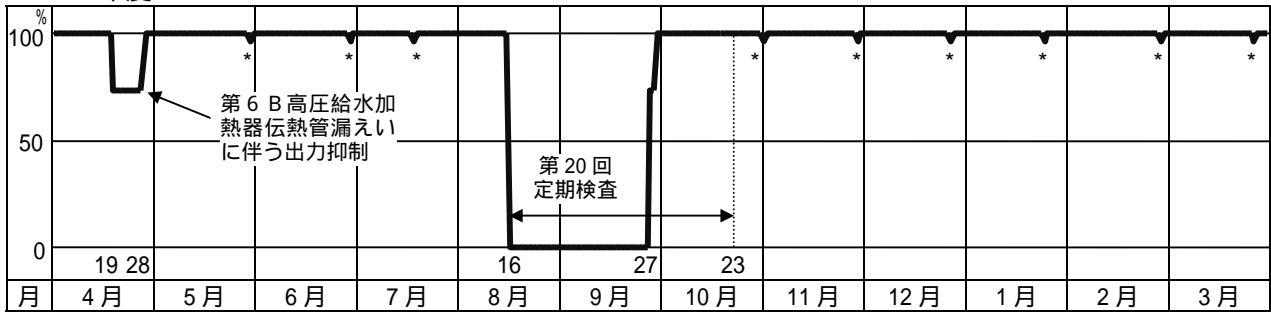 %
100
* * * * * * * * *
第６Ｂ高圧給水加
熱器伝熱管漏えい
に伴う出力抑制
50
第 20 回
定期検査
0
19 28 16 27 23
月 4 月 5 月 6 月 7 月 8 月 9 月 10 月 11 月 12 月 1 月 2 月 3 月